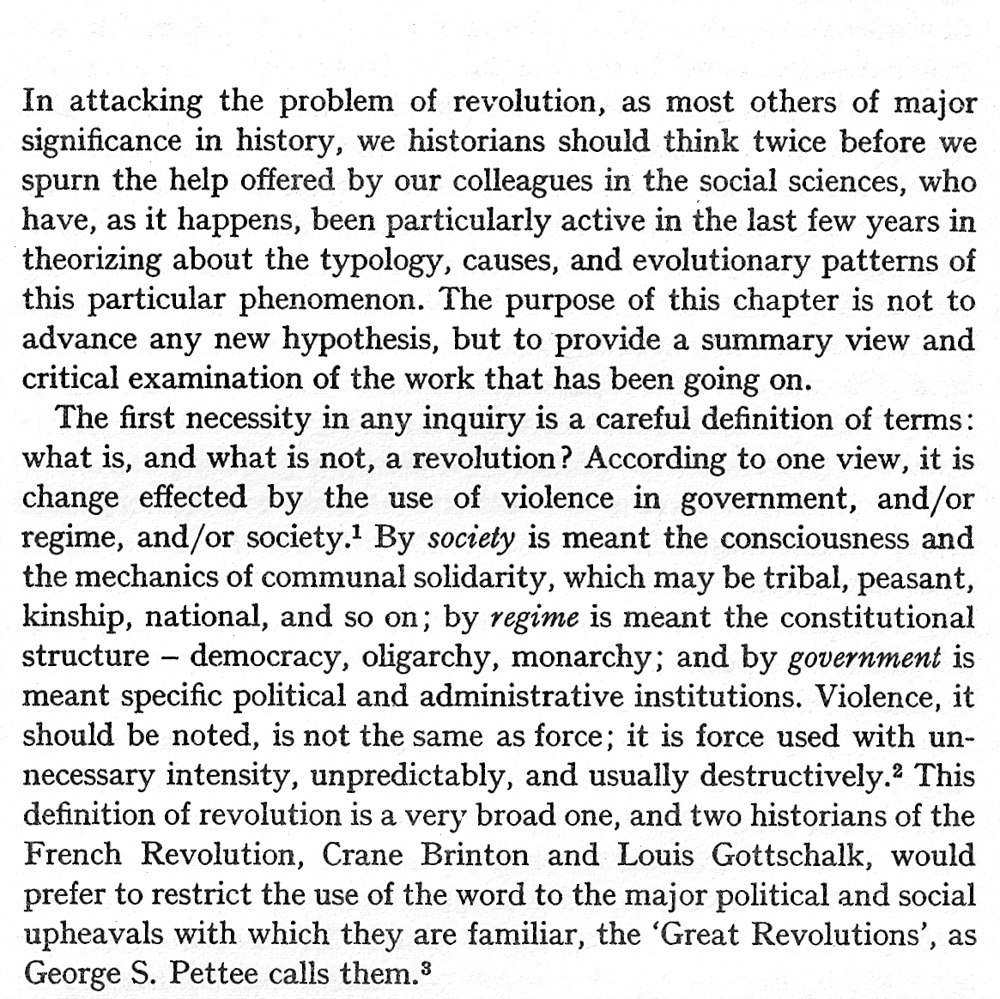 In attacking the problem of revolution, as most others of major
significance in history, we historians should think twice before we
spurn the help offered by our colleagues in the social sciences, who
have, as it happens, been particularly active in the last few years in
theorizing about the typology, causes, and evolutionary patterns of
this particular phenomenon. The purpose of this chapter is not to
advance any new hypothesis, but to provide a summary view and
critical examination of the work that has been going on.
The first necessity in any inquiry is a careful definition of terms:
what is, and what is not, a revolution? According to one view, it is
change effected by the use of violence in government, and/or
regime, and/or society.¹ By society is meant the consciousness and
the mechanics of communal solidarity, which may be tribal, peasant,
kinship, national, and so on; by regime is meant the constitutional
structure – democracy, oligarchy, monarchy; and by government is
meant specific political and administrative institutions. Violence, it
should be noted, is not the same as force; it is force used with un-
necessary intensity, unpredictably, and usually destructively.² This
definition of revolution is a very broad one, and two historians of the
French Revolution, Crane Brinton and Louis Gottschalk, would
prefer to restrict the use of the word to the major political and social
upheavals with which they are familiar, the ‘Great Revolutions’, as
George S. Pettee calls them.³